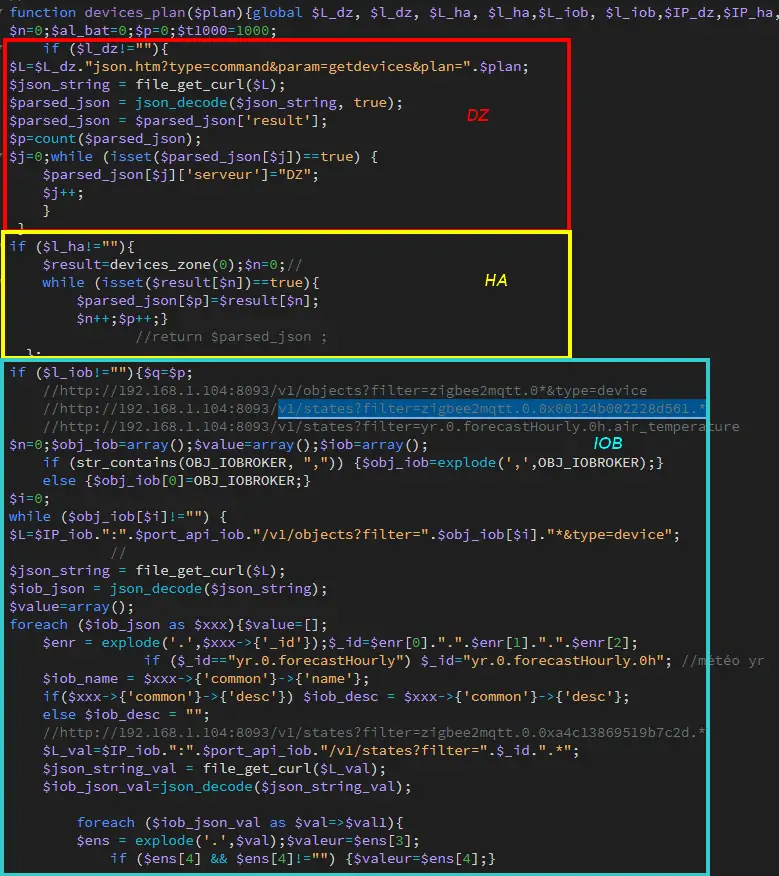 function devices_plan($plan){global $L_dz, $l_dz, $L_ha, $l_ha,$L_iob, $l_iob,$IP_dz,$IP_ha,
$n=0;$al_bat=0;$p=0;$t1000=1000;
if ($l_dz!=""){
$L=$L_dz."json.htm?type=command&param=getdevices&plan=".$plan;
$json_string = file_get_curl($L);
$parsed_json = json_decode($json_string, true);
DZ
$parsed_json = $parsed_json['result'];
$p=count($parsed_json);
$j=0;while (isset($parsed_json[$j])==true) {
$parsed_json[$j]['serveur']="DZ";
$j++;
}
}
if ($l_ha!=""){
$result=devices_zone(0);$n=0;//
while (isset($result[$n])==true){
HA
$parsed_json[$p]=$result[$n];
$n++;$p++;}
//return $parsed_json ;
};
if ($l_iob!=""){$q=$p;
//http://192.168.1.104:8093/v1/objects?filter=zigbee2mqtt.0*&type=device
//http://192.168.1.104:8093/v1/states?filter=zigbee2mqtt.0.0x00124b002228d561.*
//http://192.168.1.104:8093/v1/states?filter=yr.0.forecastHourly.0h.air_temperature
$n=0;$obj_iob=array();$value=array();$iob=array();
IOB
if (str_contains(OBJ_IOBROKER, ",")) {$obj_iob=explode(',',OBJ_IOBROKER);}
else {$obj_iob[0]=OBJ_IOBROKER;}
$i=0;
while ($obj_iob[$i]!="") {
$L=$IP_iob.":".$port_api_iob."/v1/objects?filter=".$obj_iob[$i]."*&type=device";
//
$json_string = file_get_curl($L);
$iob_json = json_decode($json_string);
$value=array();
foreach ($iob_json as $xxx){$value=[];
$enr = explode('.',$xxx->{'_id'});$_id=$enr[0].".".$enr[1].".".$enr[2];
if ($_id=="yr.0.forecastHourly") $_id="yr.0.forecastHourly.0h"; //météo yr
$iob_name = $xxx->{'common'}->{'name'};
if($xxx->{'common'}->{'desc'}) $iob_desc = $xxx->{'common'}->{'desc'};
else $iob_desc = "";
//http://192.168.1.104:8093/v1/states?filter=zigbee2mqtt.0.0xa4c13869519b7c2d.*
$L_val=$IP_iob.":".$port_api_iob."/v1/states?filter=".$_id.".*";
$json_string_val = file_get_curl($L_val);
$iob_json_val=json_decode($json_string_val);
foreach ($iob_json_val as $val=>$val1){
$ens = explode('.',$val);$valeur=$ens[3];
if ($ens[4] && $ens[4]!="") {$valeur=$ens[4];}